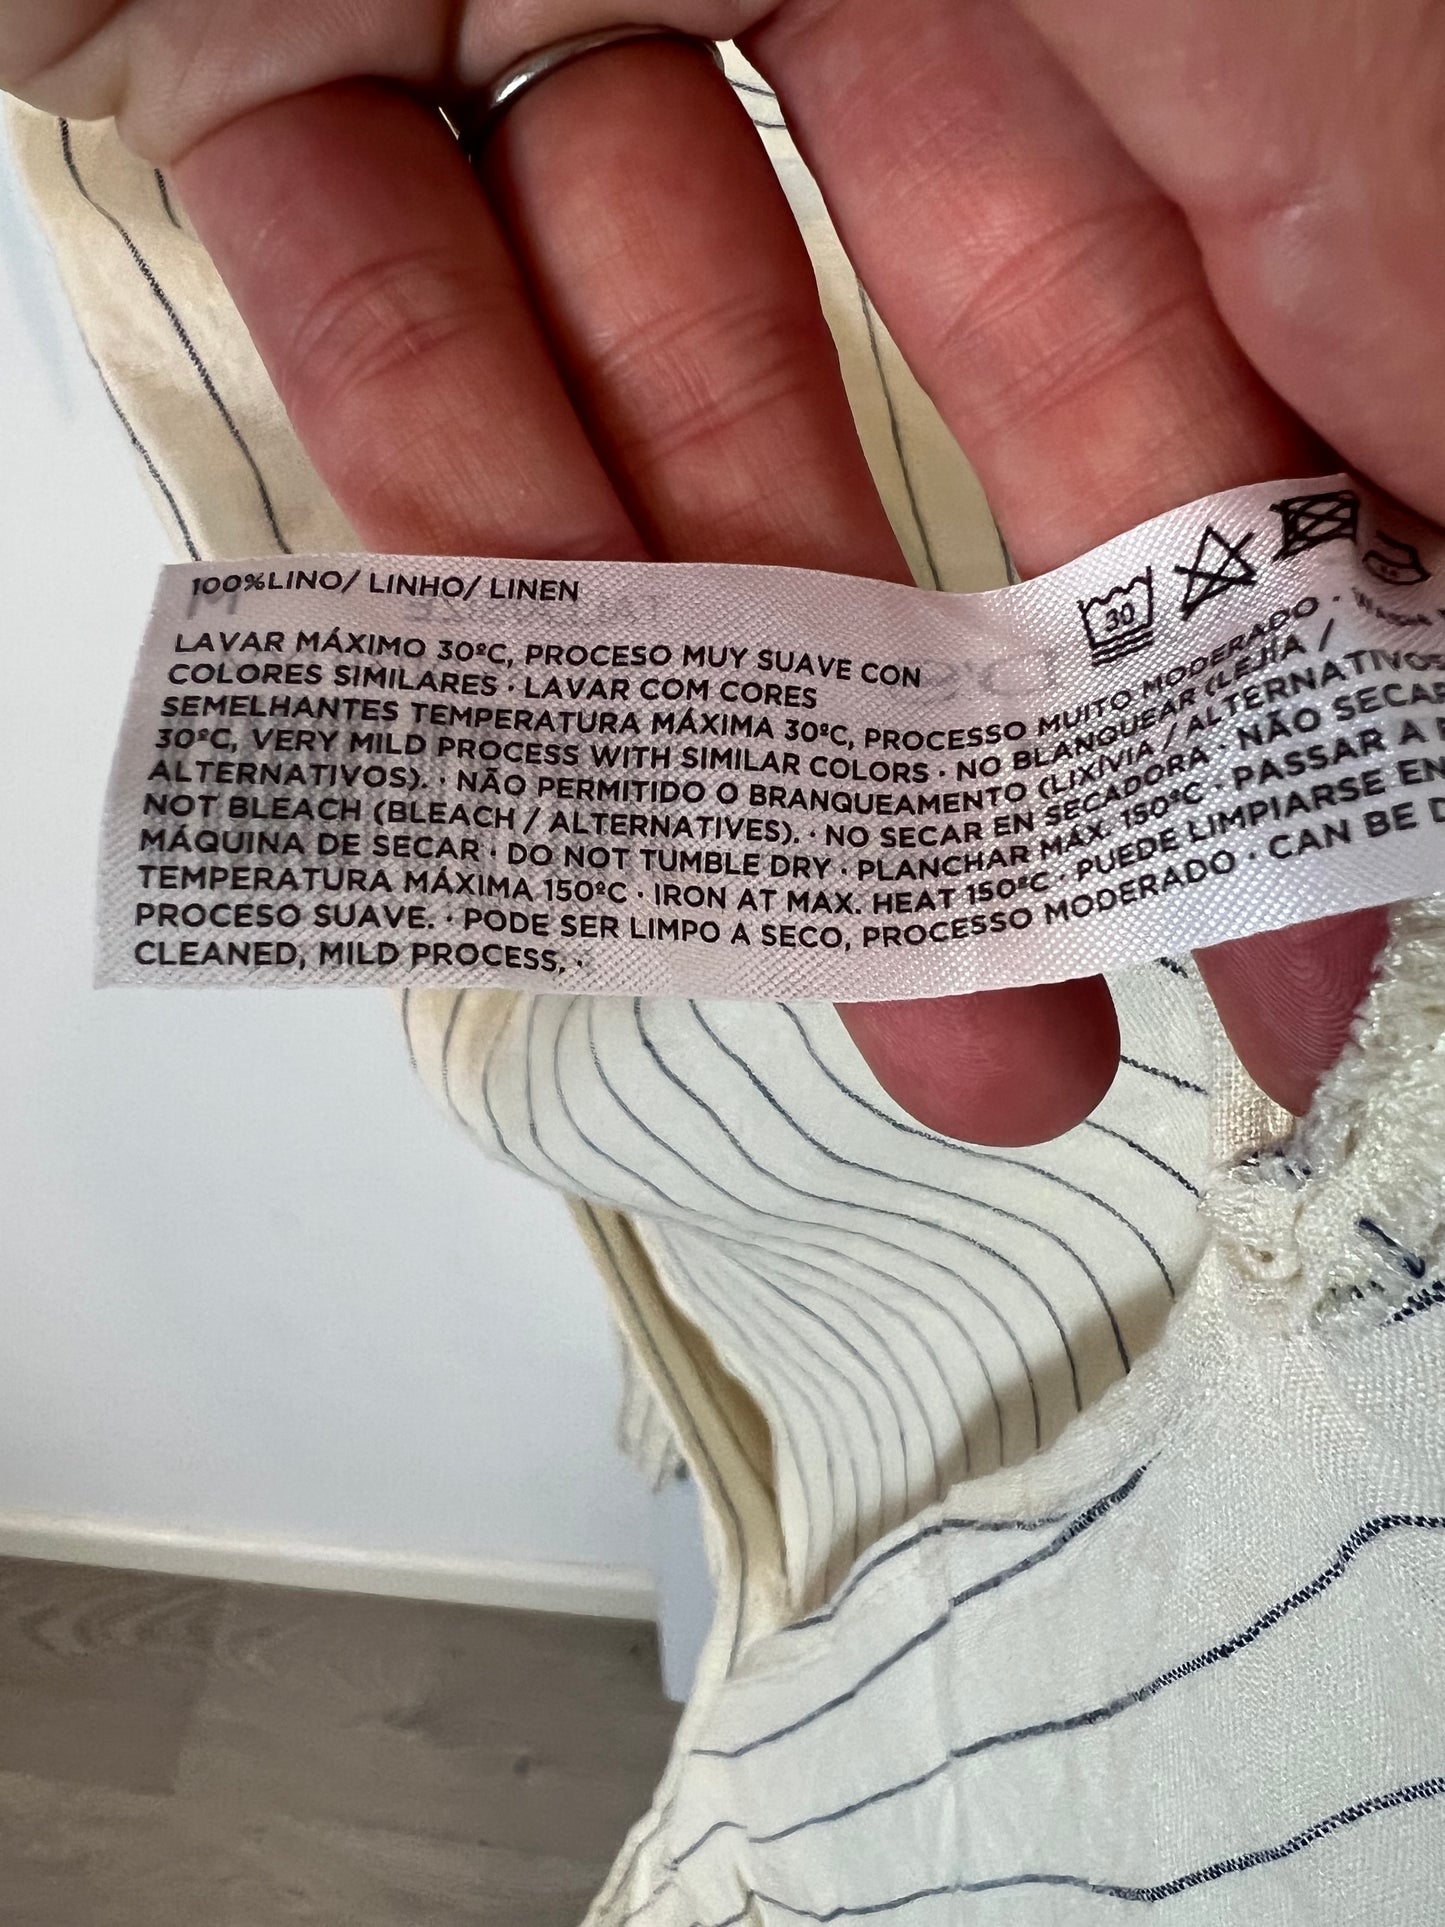 100%LINO/ LINHO/ LINEN
30
LAVAR MÁXIMO 30ºC, PROCESO MUY SUAVE CON
COLORES SIMILARES · LAVAR COM CORES
SEMELHANTES TEMPERATURA MÁXIMA 30ºC, PROCESSO MUITO MODERADO ·
30ºC, VERY MILD PROCESS WITH SIMILAR COLORS · NO BLANQUEAR (LEJÍA /
ALTERNATIVOS). · NÃO PERMITIDO O BRANQUEAMENTO (LIXÍVIA / ALTERNATIVOS
NOT BLEACH (BLEACH / ALTERNATIVES). · NO SECAR EN SECADORA · NÃO SECAR
MÁQUINA DE SECAR · DO NOT TUMBLE DRY · PLANCHAR MÁX. 150ºC · PASSAR A
TEMPERATURA MÁXIMA 150ºC · IRON AT MAX. HEAT 150ºC · PUEDE LIMPIARSE EN
PROCESO SUAVE. · PODE SER LIMPO A SECO, PROCESSO MODERADO · CAN BE
CLEANED, MILD PROCESS, ·